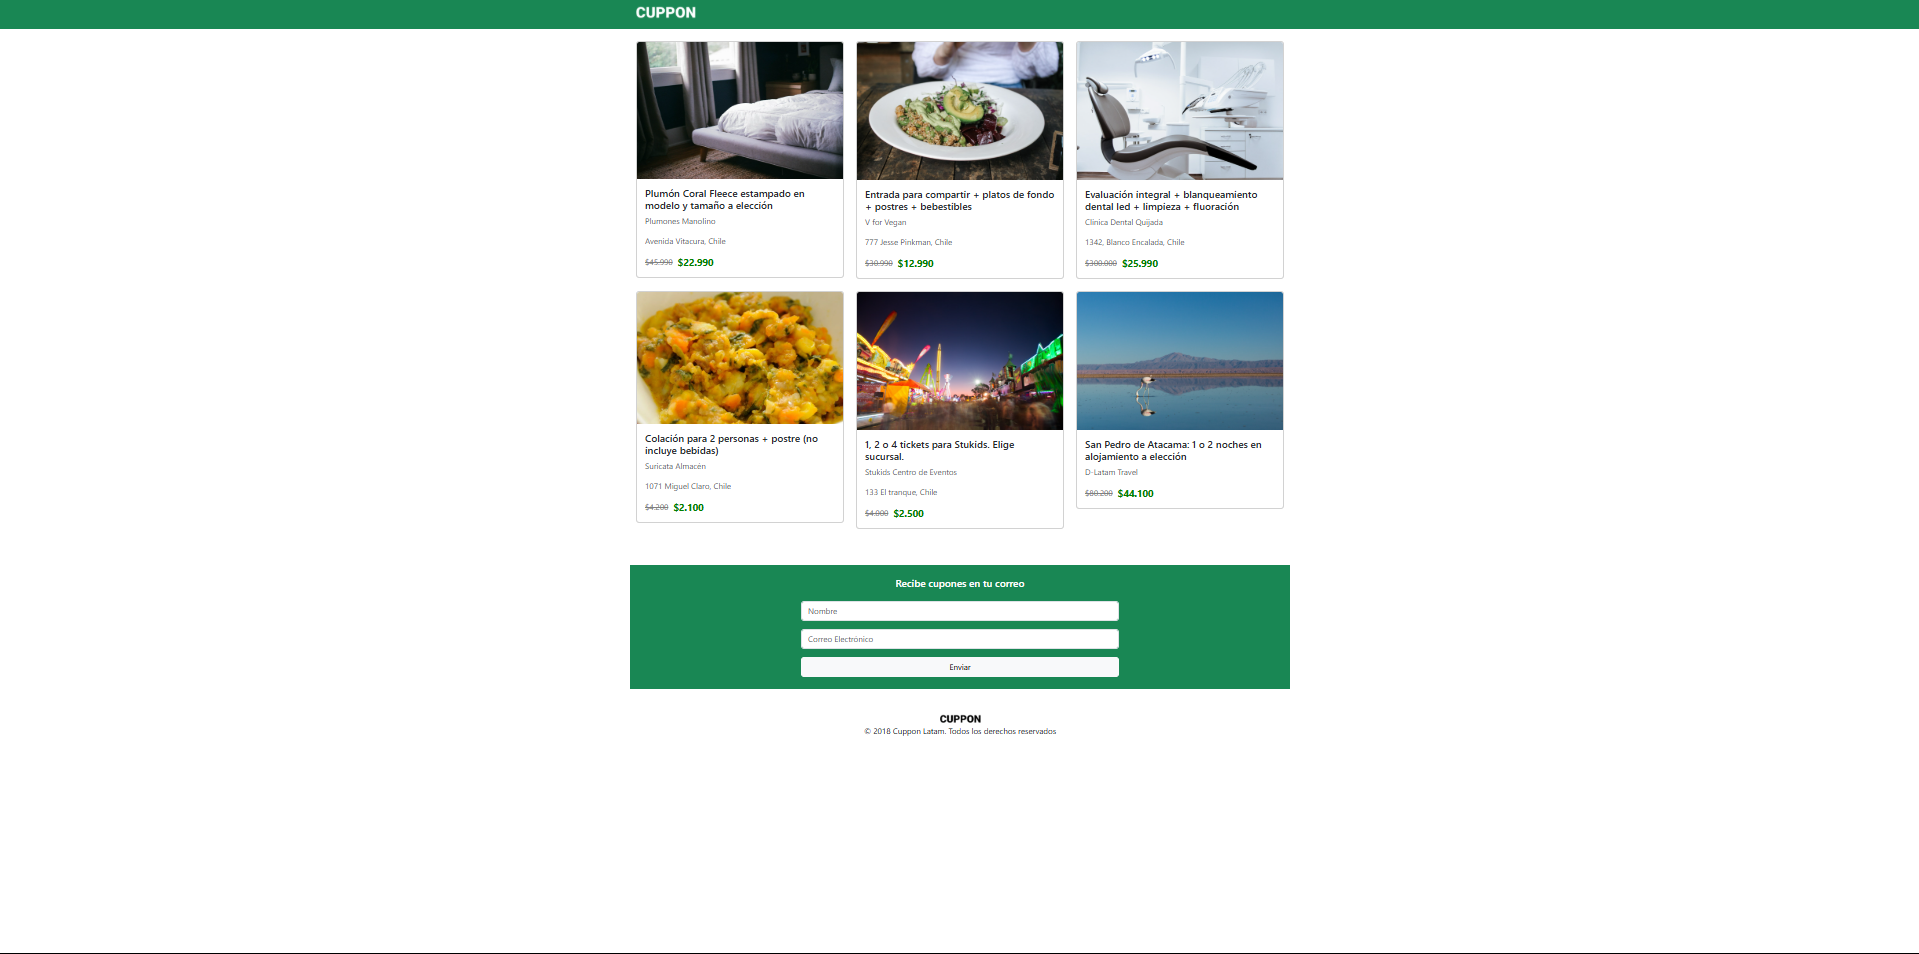 CUPPON
Plumón Coral Fleece estampado en
modelo y tamaño a elección
Plumones Manolino
Avenida Vitacura, Chile
$45.990 $22.990
Entrada para compartir + platos de fondo
+ postres + bebestibles
V for Vegan
777 Jesse Pinkman, Chile
$30.990 $12.990
Evaluación integral + blanqueamiento
dental led + limpieza + fluoración
Clínica Dental Quijada
1342, Blanco Encalada, Chile
$300.000 $25.990
Colación para 2 personas + postre (no
incluye bebidas)
Suricata Almacén
1071 Miguel Claro, Chile
$4.200 $2.100
1, 2 o 4 tickets para Stukids. Elige
sucursal.
Stukids Centro de Eventos
133 El tranque, Chile
$4.000 $2.500
San Pedro de Atacama: 1 o 2 noches en
alojamiento a elección
D-Latam Travel
$80.200 $44.100
Recibe cupones en tu correo
Nombre
Correo Electrónico
Enviar
CUPPON
© 2018 Cuppon Latam. Todos los derechos reservados